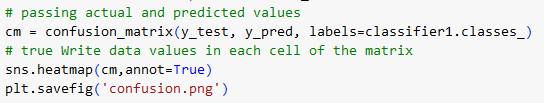 # passing actual and predicted values
cm = confusion_matrix(y_test, y_pred, labels=classifier1.classes_)
# true Write data values in each cell of the matrix
sns.heatmap(cm,annot=True)
plt.savefig('confusion.png')